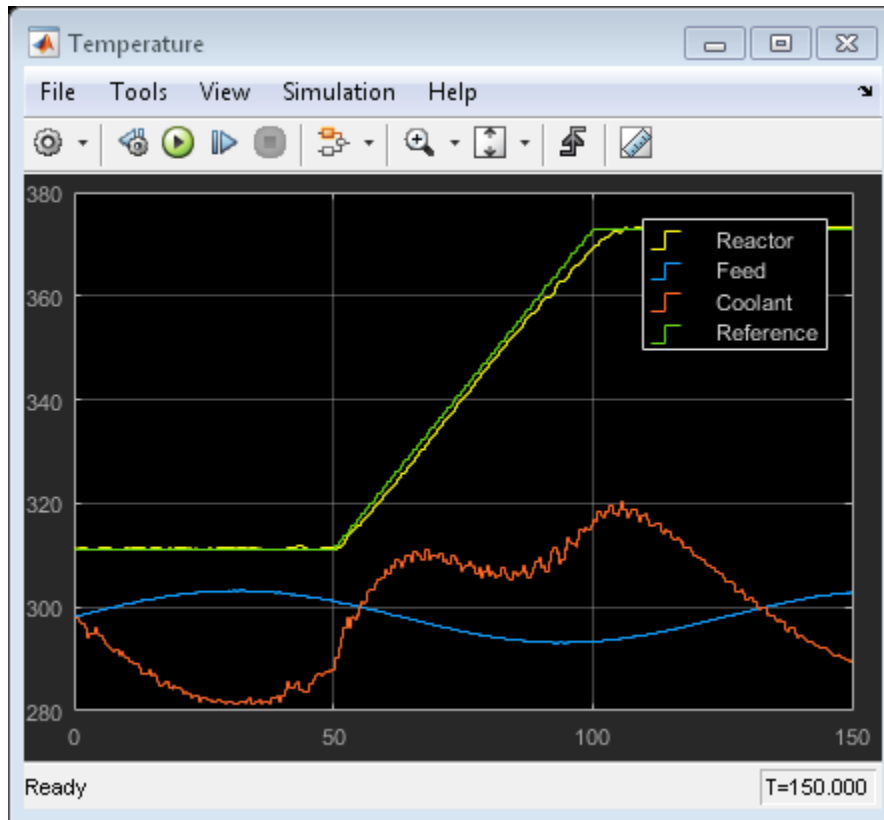 Temperature
File Tools View Simulation Help
380
360
340
320
300
280
0 50 100 150
Reactor
Feed
Coolant
Reference
Ready T=150.000